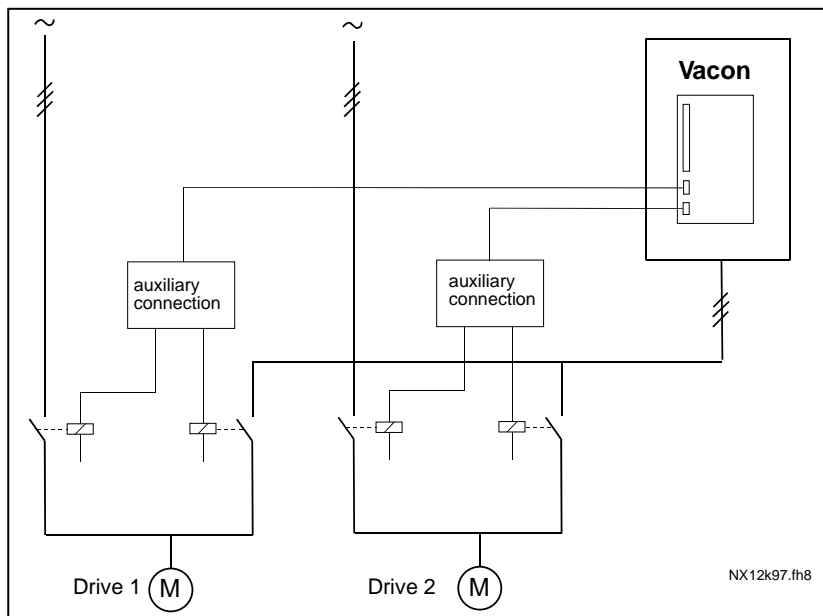 ~
~
Vacon
auxiliary
connection
auxiliary
connection
Drive 1
M
Drive 2
M
NX12k97.fh8